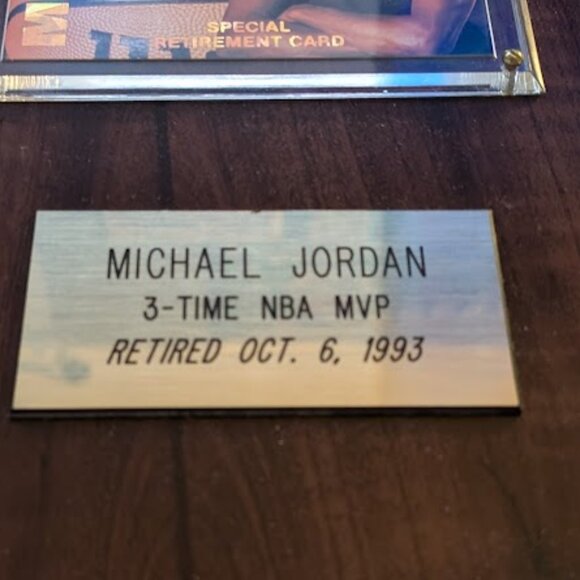 SPECIAL
RETIREMENT CARD
MICHAEL JORDAN
3-TIME NBA MVP
RETIRED OCT. 6, 1993